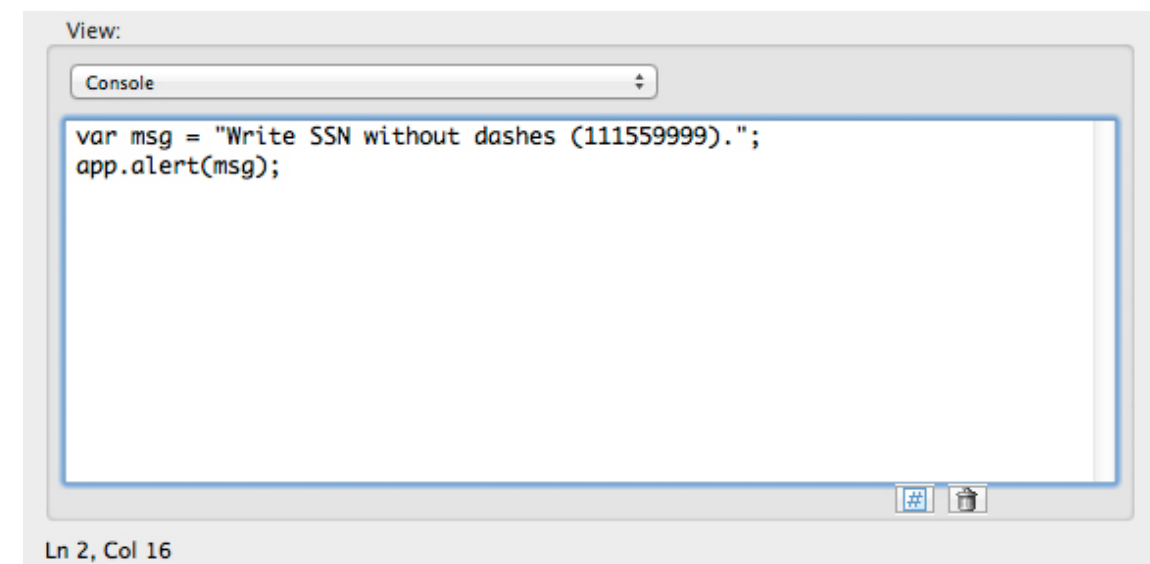 View:
Console
var msg = "Write SSN without dashes (111559999).";
app.alert(msg);
#
Ln 2, Col 16